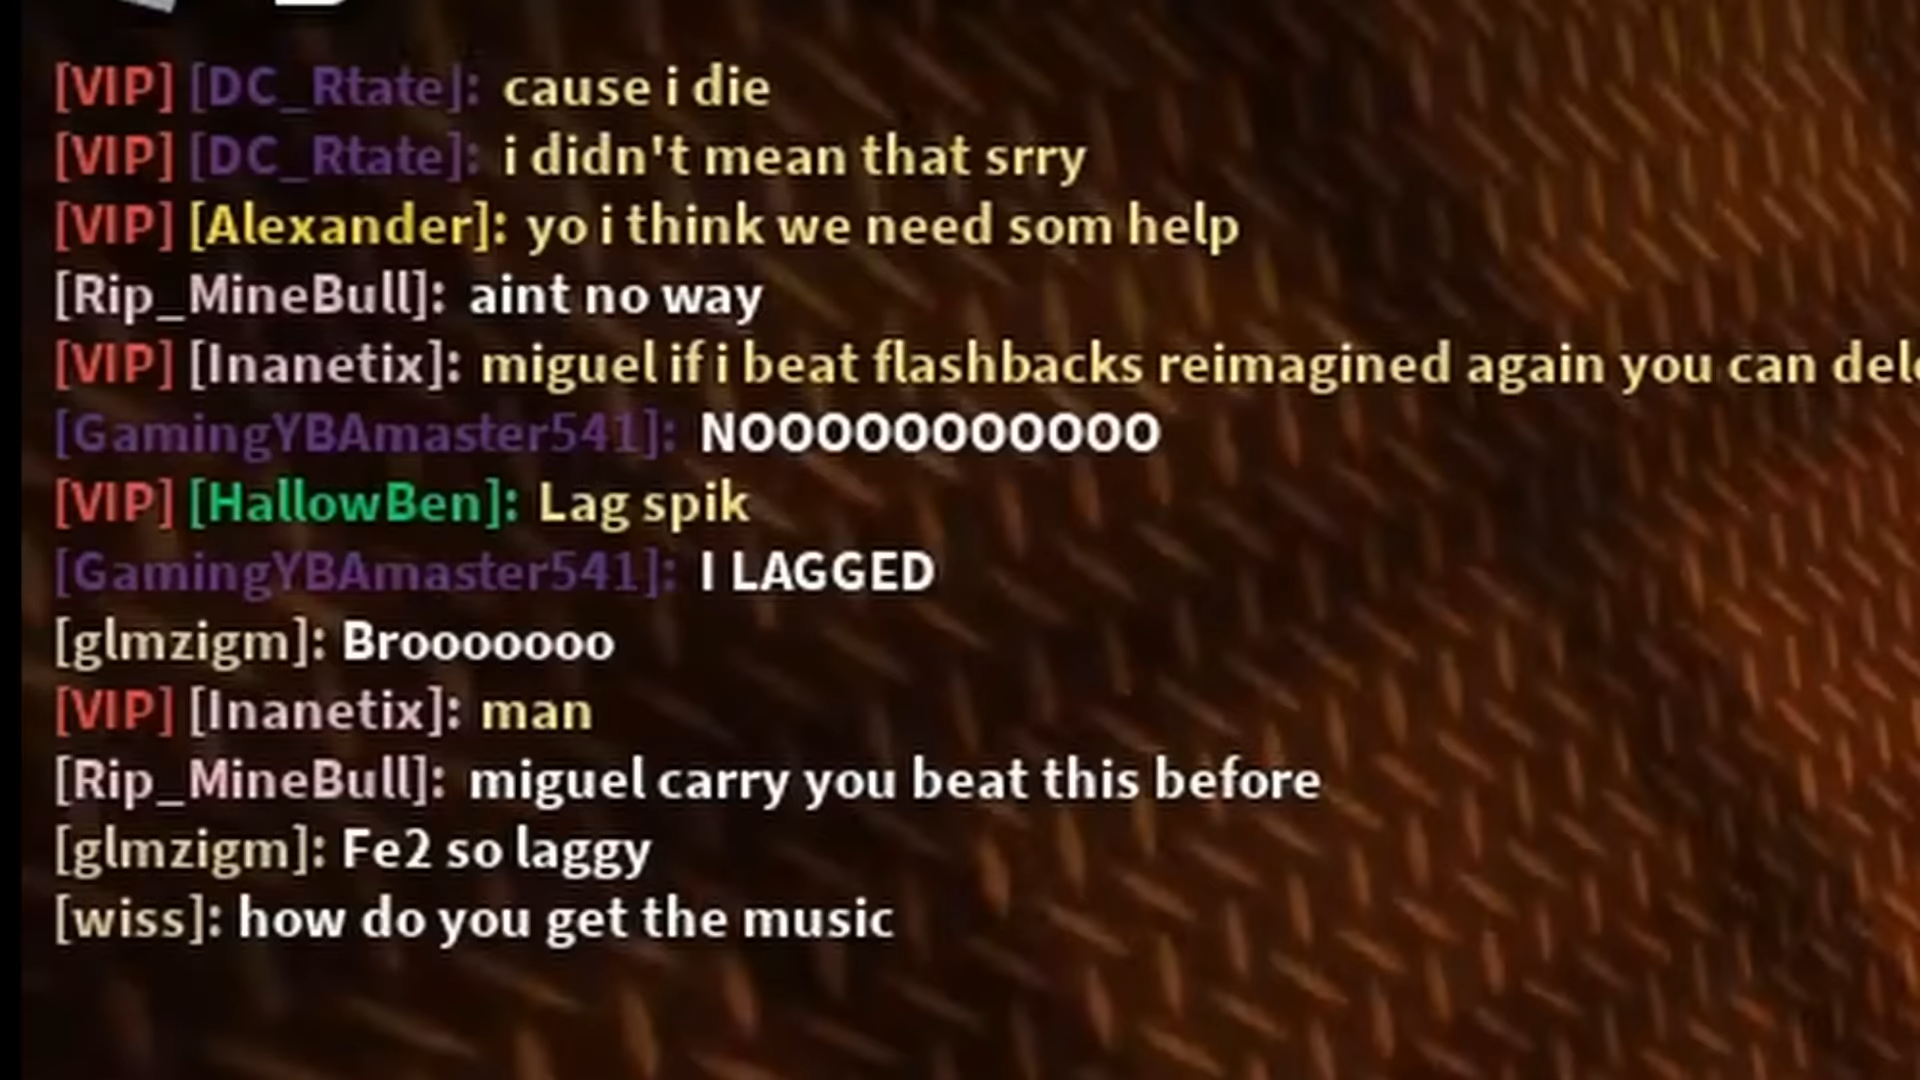 [VIP] [DC_Rtate]: cause i die
[VIP] [DC_Rtate]: i didn't mean that srry
[VIP] [Alexander]: yo i think we need som help
[Rip_MineBull]: aint no way
[VIP] [Inanetix]: miguel if i beat flashbacks reimagined again you can
[GamingYBAmaster541]: NOOOOOOOOOOOO
[VIP] [HallowBen]: Lag spik
[GamingYBAmaster541]: I LAGGED
[glmzigm]: Brooooooo
[VIP] [Inanetix]: man
[Rip_MineBull]: miguel carry you beat this before
[glmzigm]: Fe2 so laggy
[wiss]: how do you get the music